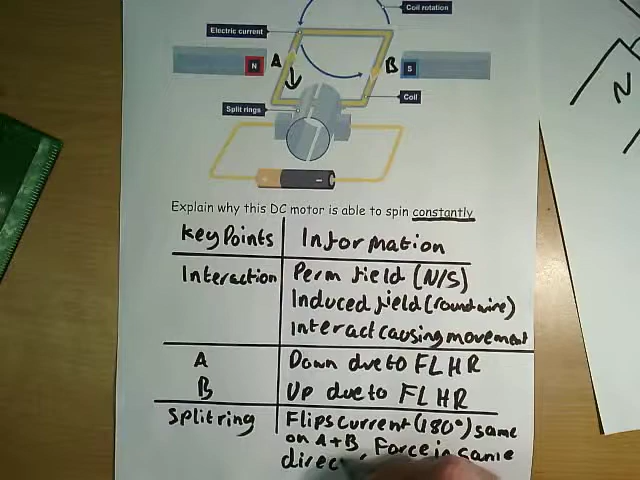 Coil rotation
Electric current
A
B
N
S
N
Coil
Split rings
Explain why this DC motor is able to spin constantly
Key Points Information
Interaction Perm field (N/S)
Induced field (round wire)
Interact causing movement
A Down due to FLHR
B Up due to FLHR
Split ring Flips current (180°) same
on A+B, Force in same
direc